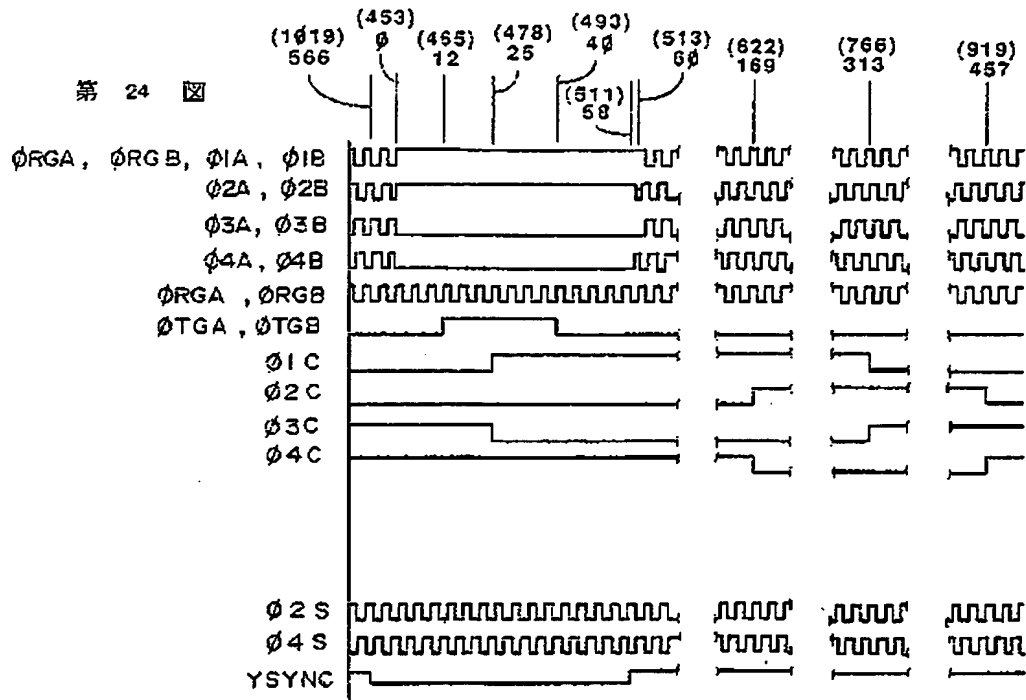 (1019) (453) (465) (478) (493) (513) (622) (766) (919)
566 0 12 25 40 60 169 313 457
(511)
58
第 24 図
ØRGA, ØRGB, Ø1A, Ø1B
Ø2A, Ø2B
Ø3A, Ø3B
Ø4A, Ø4B
ØRGA, ØRGB
ØTGA, ØTGB
Ø1C
Ø2C
Ø3C
Ø4C
Ø2S
Ø4S
YSYNC